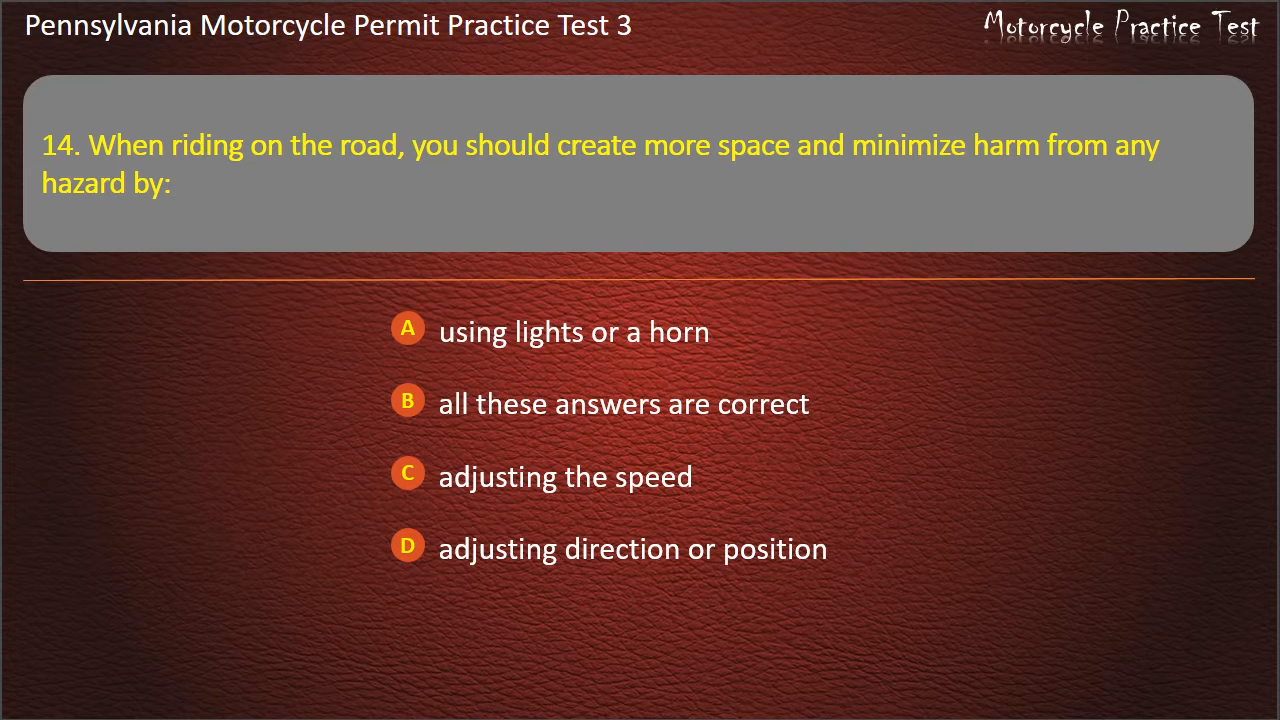 Pennsylvania Motorcycle Permit Practice Test 3
Motorcycle Practice Test
14. When riding on the road, you should create more space and minimize harm from any
hazard by:
A using lights or a horn
B all these answers are correct
C adjusting the speed
D adjusting direction or position